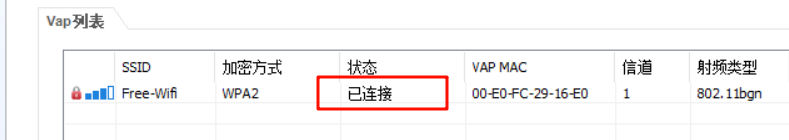 Vap列表
SSID 加密方式 状态 VAP MAC 信道 射频类型
Free-Wifi WPA2 已连接 00-E0-FC-29-16-E0 1 802.11bgn